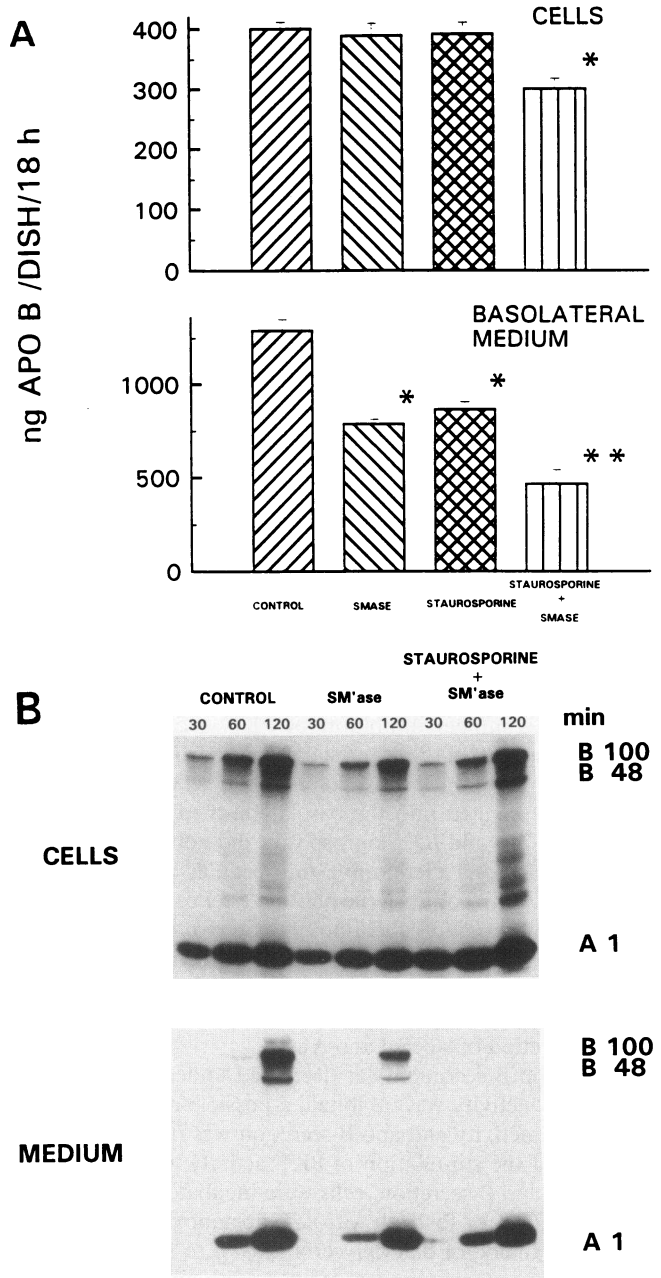 A
ng APO B /DISH/18 h
CELLS
400
300
200
100
0
*
BASOLATERAL
MEDIUM
1000
500
0
*
*
* *
CONTROL
SMASE
STAUROSPORINE
STAUROSPORINE
+
SMASE
B
CONTROL
SM'ase
STAUROSPORINE
+
SM'ase
30 60 120 30 60 120 30 60 120 min
B 100
B 48
CELLS
A 1
B 100
B 48
MEDIUM
A 1